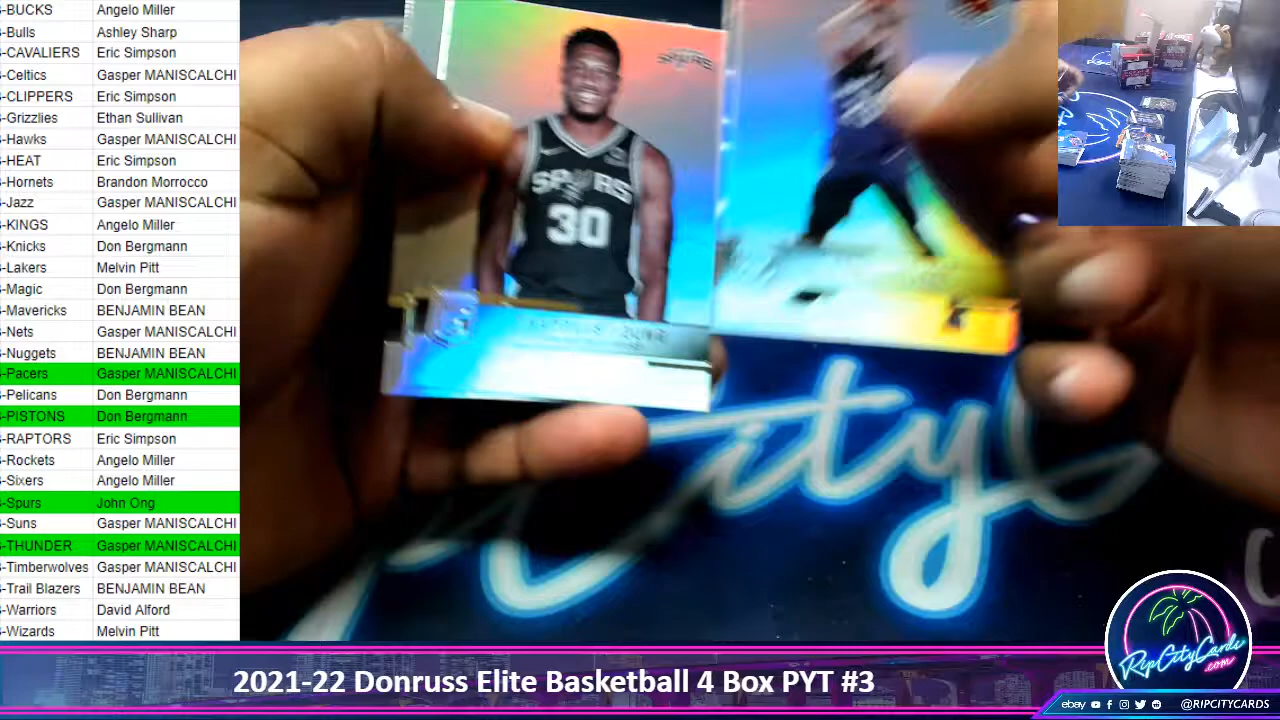 -BUCKS Angelo Miller
-Bulls Ashley Sharp
-CAVALIERS Eric Simpson
-Celtics Gasper MANISCALCHI
-CLIPPERS Eric Simpson
-Grizzlies Ethan Sullivan
-Hawks Gasper MANISCALCHI
-HEAT Eric Simpson
-Hornets Brandon Morrocco
-Jazz Gasper MANISCALCHI
-KINGS Angelo Miller
-Knicks Don Bergmann
-Lakers Melvin Pitt
-Magic Don Bergmann
-Mavericks BENJAMIN BEAN
-Nets Gasper MANISCALCHI
-Nuggets BENJAMIN BEAN
-Pacers Gasper MANISCALCHI
-Pelicans Don Bergmann
-PISTONS Don Bergmann
-RAPTORS Eric Simpson
-Rockets Angelo Miller
-Sixers Angelo Miller
-Spurs John Ong
-Suns Gasper MANISCALCHI
-THUNDER Gasper MANISCALCHI
-Timberwolves Gasper MANISCALCHI
-Trail Blazers BENJAMIN BEAN
-Warriors David Alford
-Wizards Melvin Pitt
SPURS
SPURS
30
City
RipCityCards
.com
2021-22 Donruss Elite Basketball 4 Box PYT #3
ebay @RIPCITYCARDS